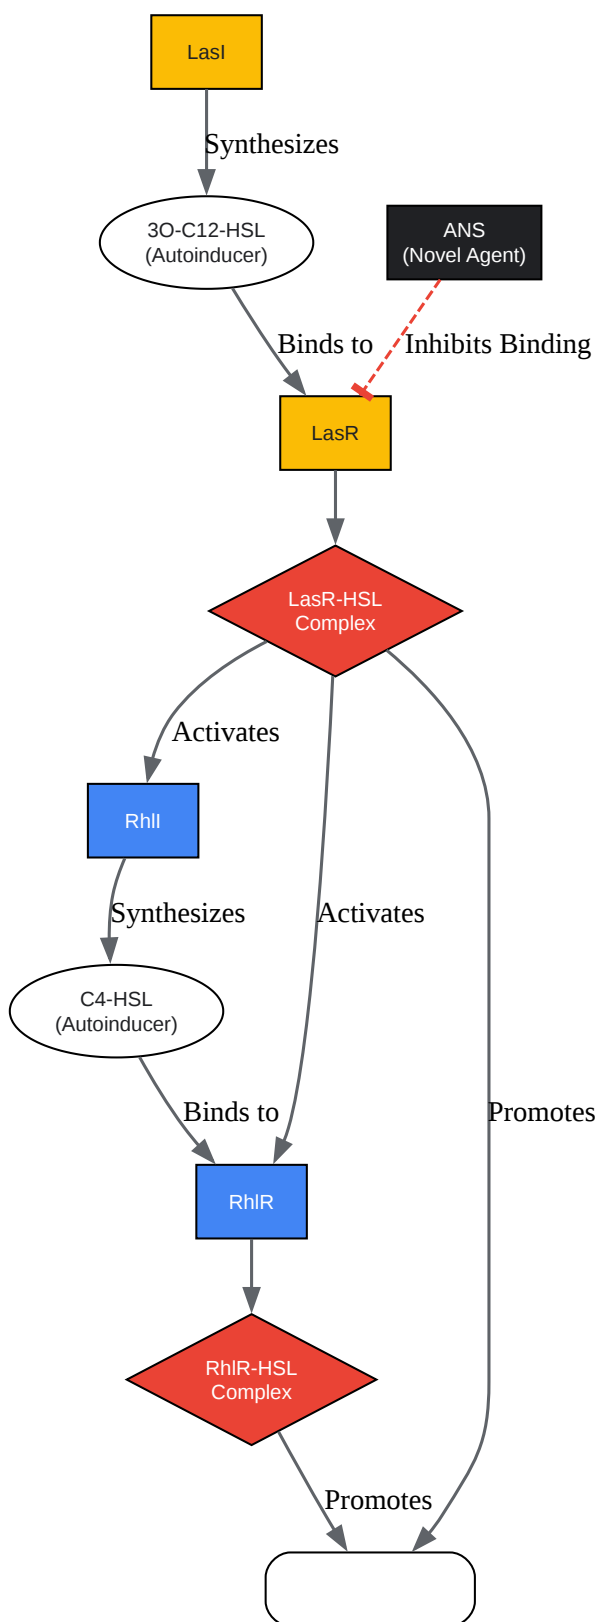 LasI
Synthesizes
3O-C12-HSL
(Autoinducer)
ANS
(Novel Agent)
Binds to
Inhibits Binding
LasR
LasR-HSL
Complex
Activates
RhlI
Synthesizes
Activates
C4-HSL
(Autoinducer)
Binds to
Promotes
RhlR
RhlR-HSL
Complex
Promotes